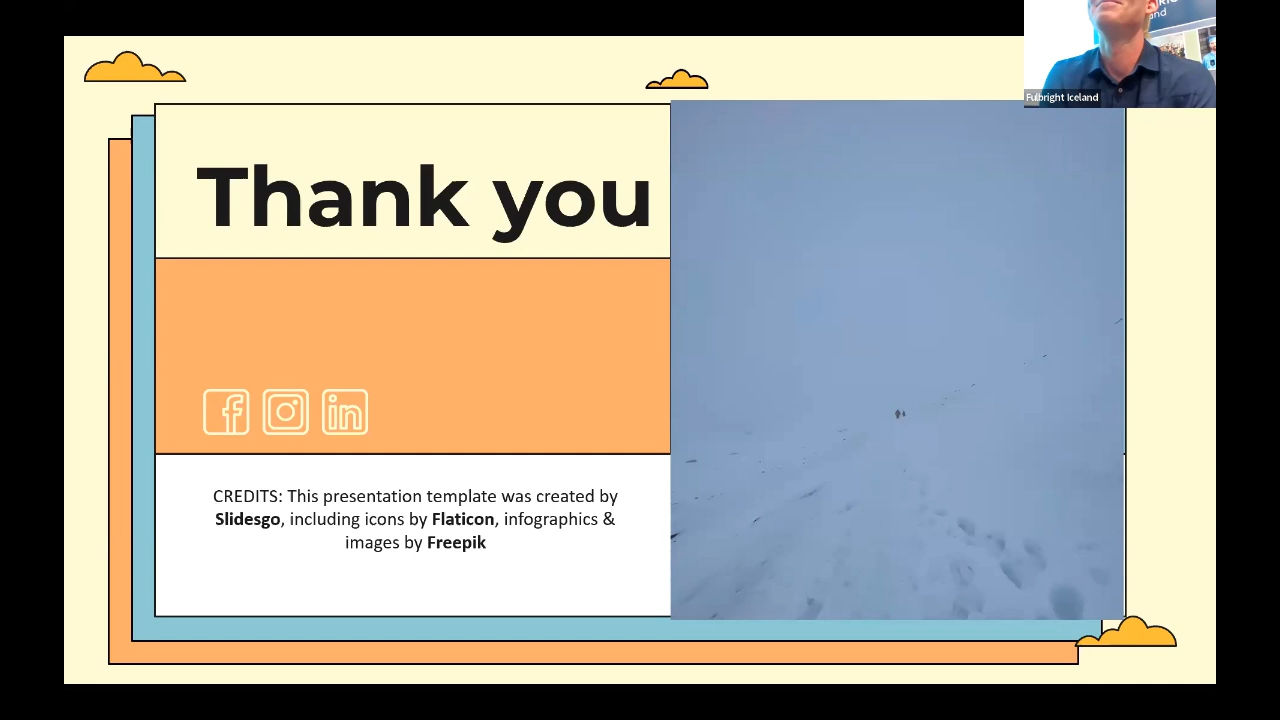 and
Fulbright Iceland
Thank you
CREDITS: This presentation template was created by
Slidesgo, including icons by Flaticon, infographics &
images by Freepik